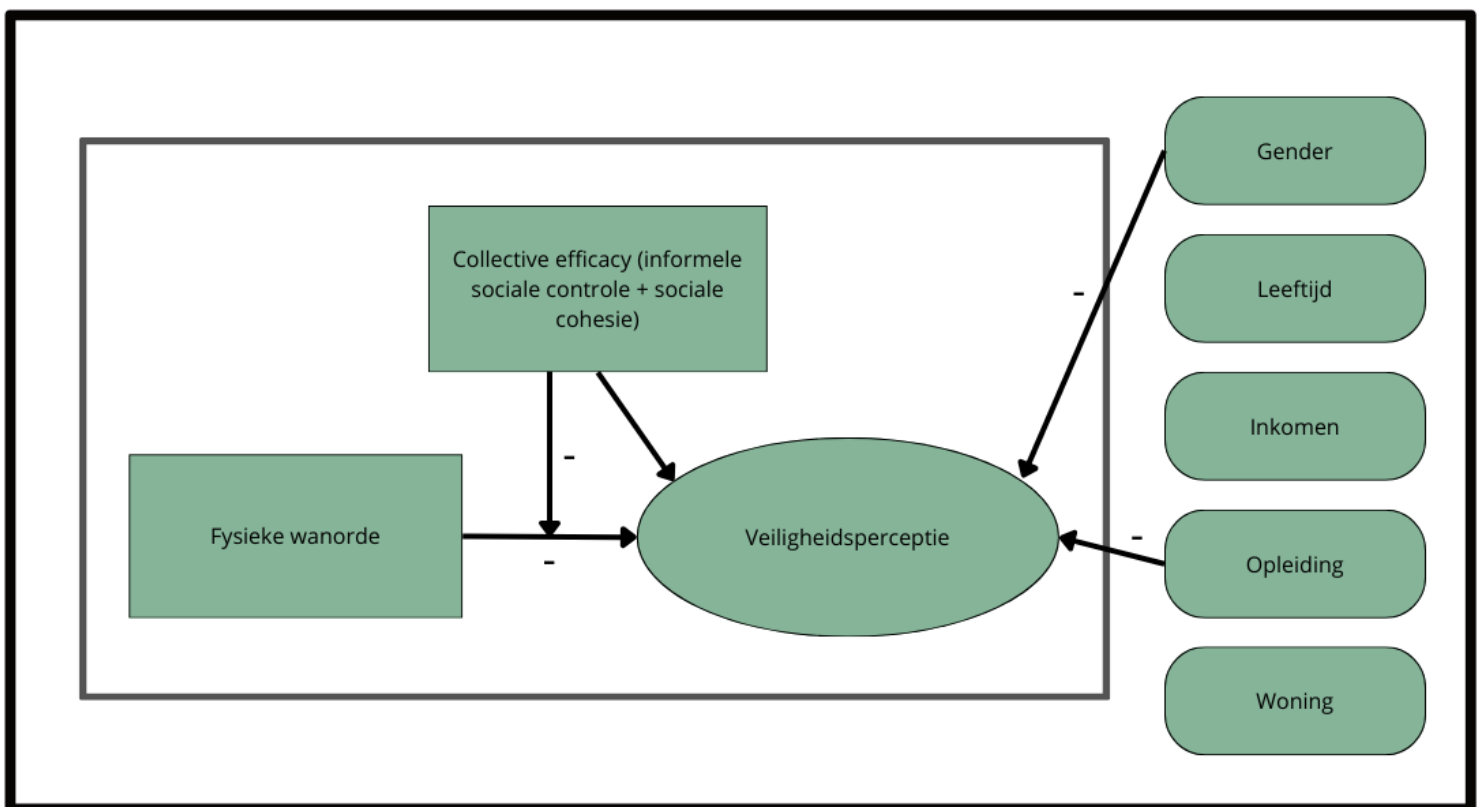 Gender
Collective efficacy (informele
sociale controle + sociale
cohesie)
Leeftijd
-
Inkomen
-
Fysieke wanorde
Veiligheidsperceptie
-
-
Opleiding
Woning